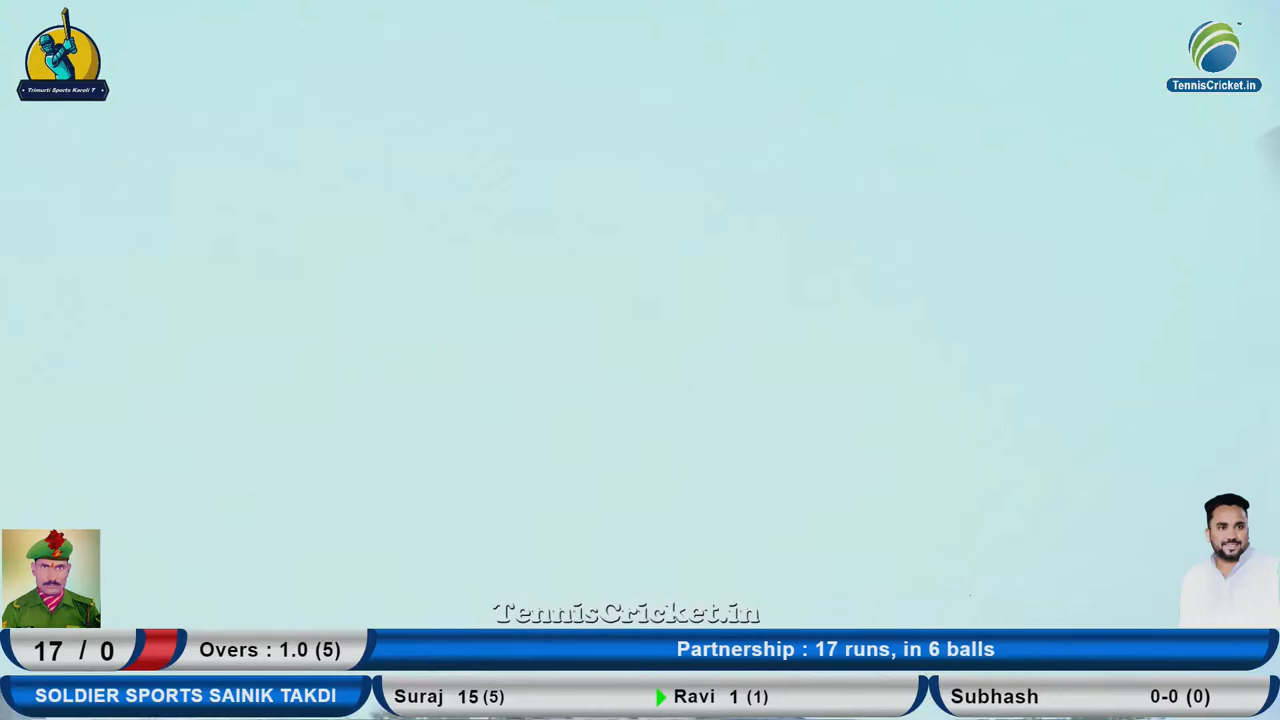 Trimurti Sports Karoli T
TennisCricket.in
TennisCricket.in
17 / 0
Overs : 1.0 (5)
Partnership : 17 runs, in 6 balls
SOLDIER SPORTS SAINIK TAKDI
Suraj 15 (5)
Ravi 1 (1)
Subhash 0-0 (0)